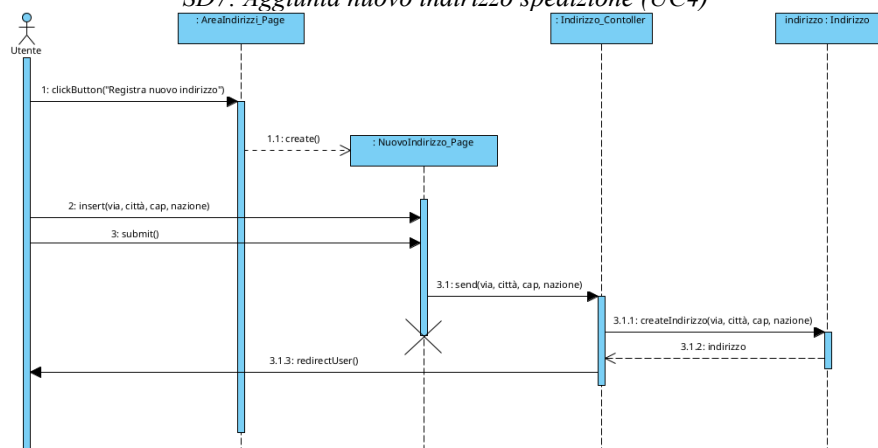 SD7: Aggiunta nuovo indirizzo spedizione (UC4)
: AreaIndirizzi_Page
: Indirizzo_Contoller
indirizzo : Indirizzo
Utente
1: clickButton("Registra nuovo indirizzo")
1.1: create()
: NuovoIndirizzo_Page
2: insert(via, città, cap, nazione)
3: submit()
3.1: send(via, città, cap, nazione)
3.1.1: createIndirizzo(via, città, cap, nazione)
3.1.2: indirizzo
3.1.3: redirectUser()